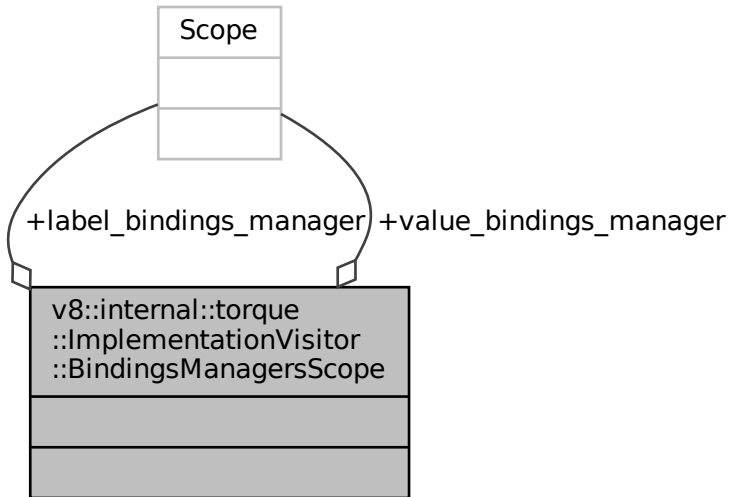 Scope
+label_bindings_manager
+value_bindings_manager
v8::internal::torque
::ImplementationVisitor
::BindingsManagersScope